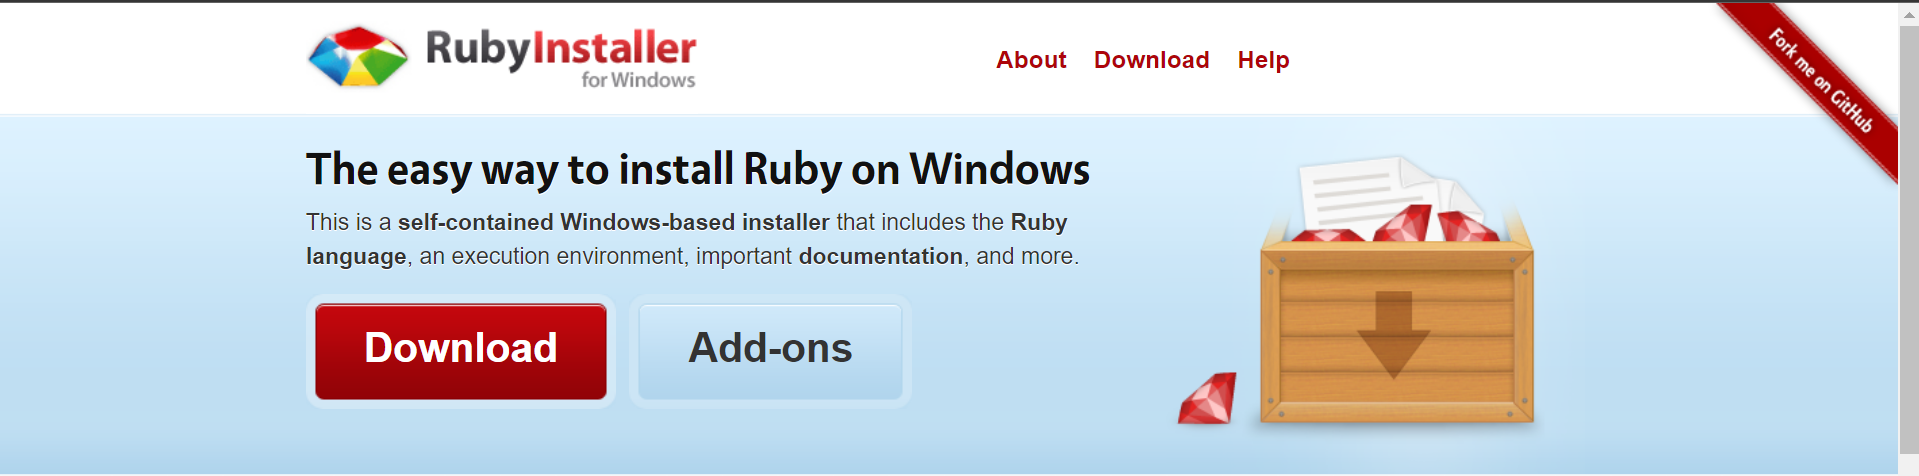 RubyInstaller
for Windows
About Download Help
Fork me on GitHub
The easy way to install Ruby on Windows
This is a self-contained Windows-based installer that includes the Ruby
language, an execution environment, important documentation, and more.
Download
Add-ons